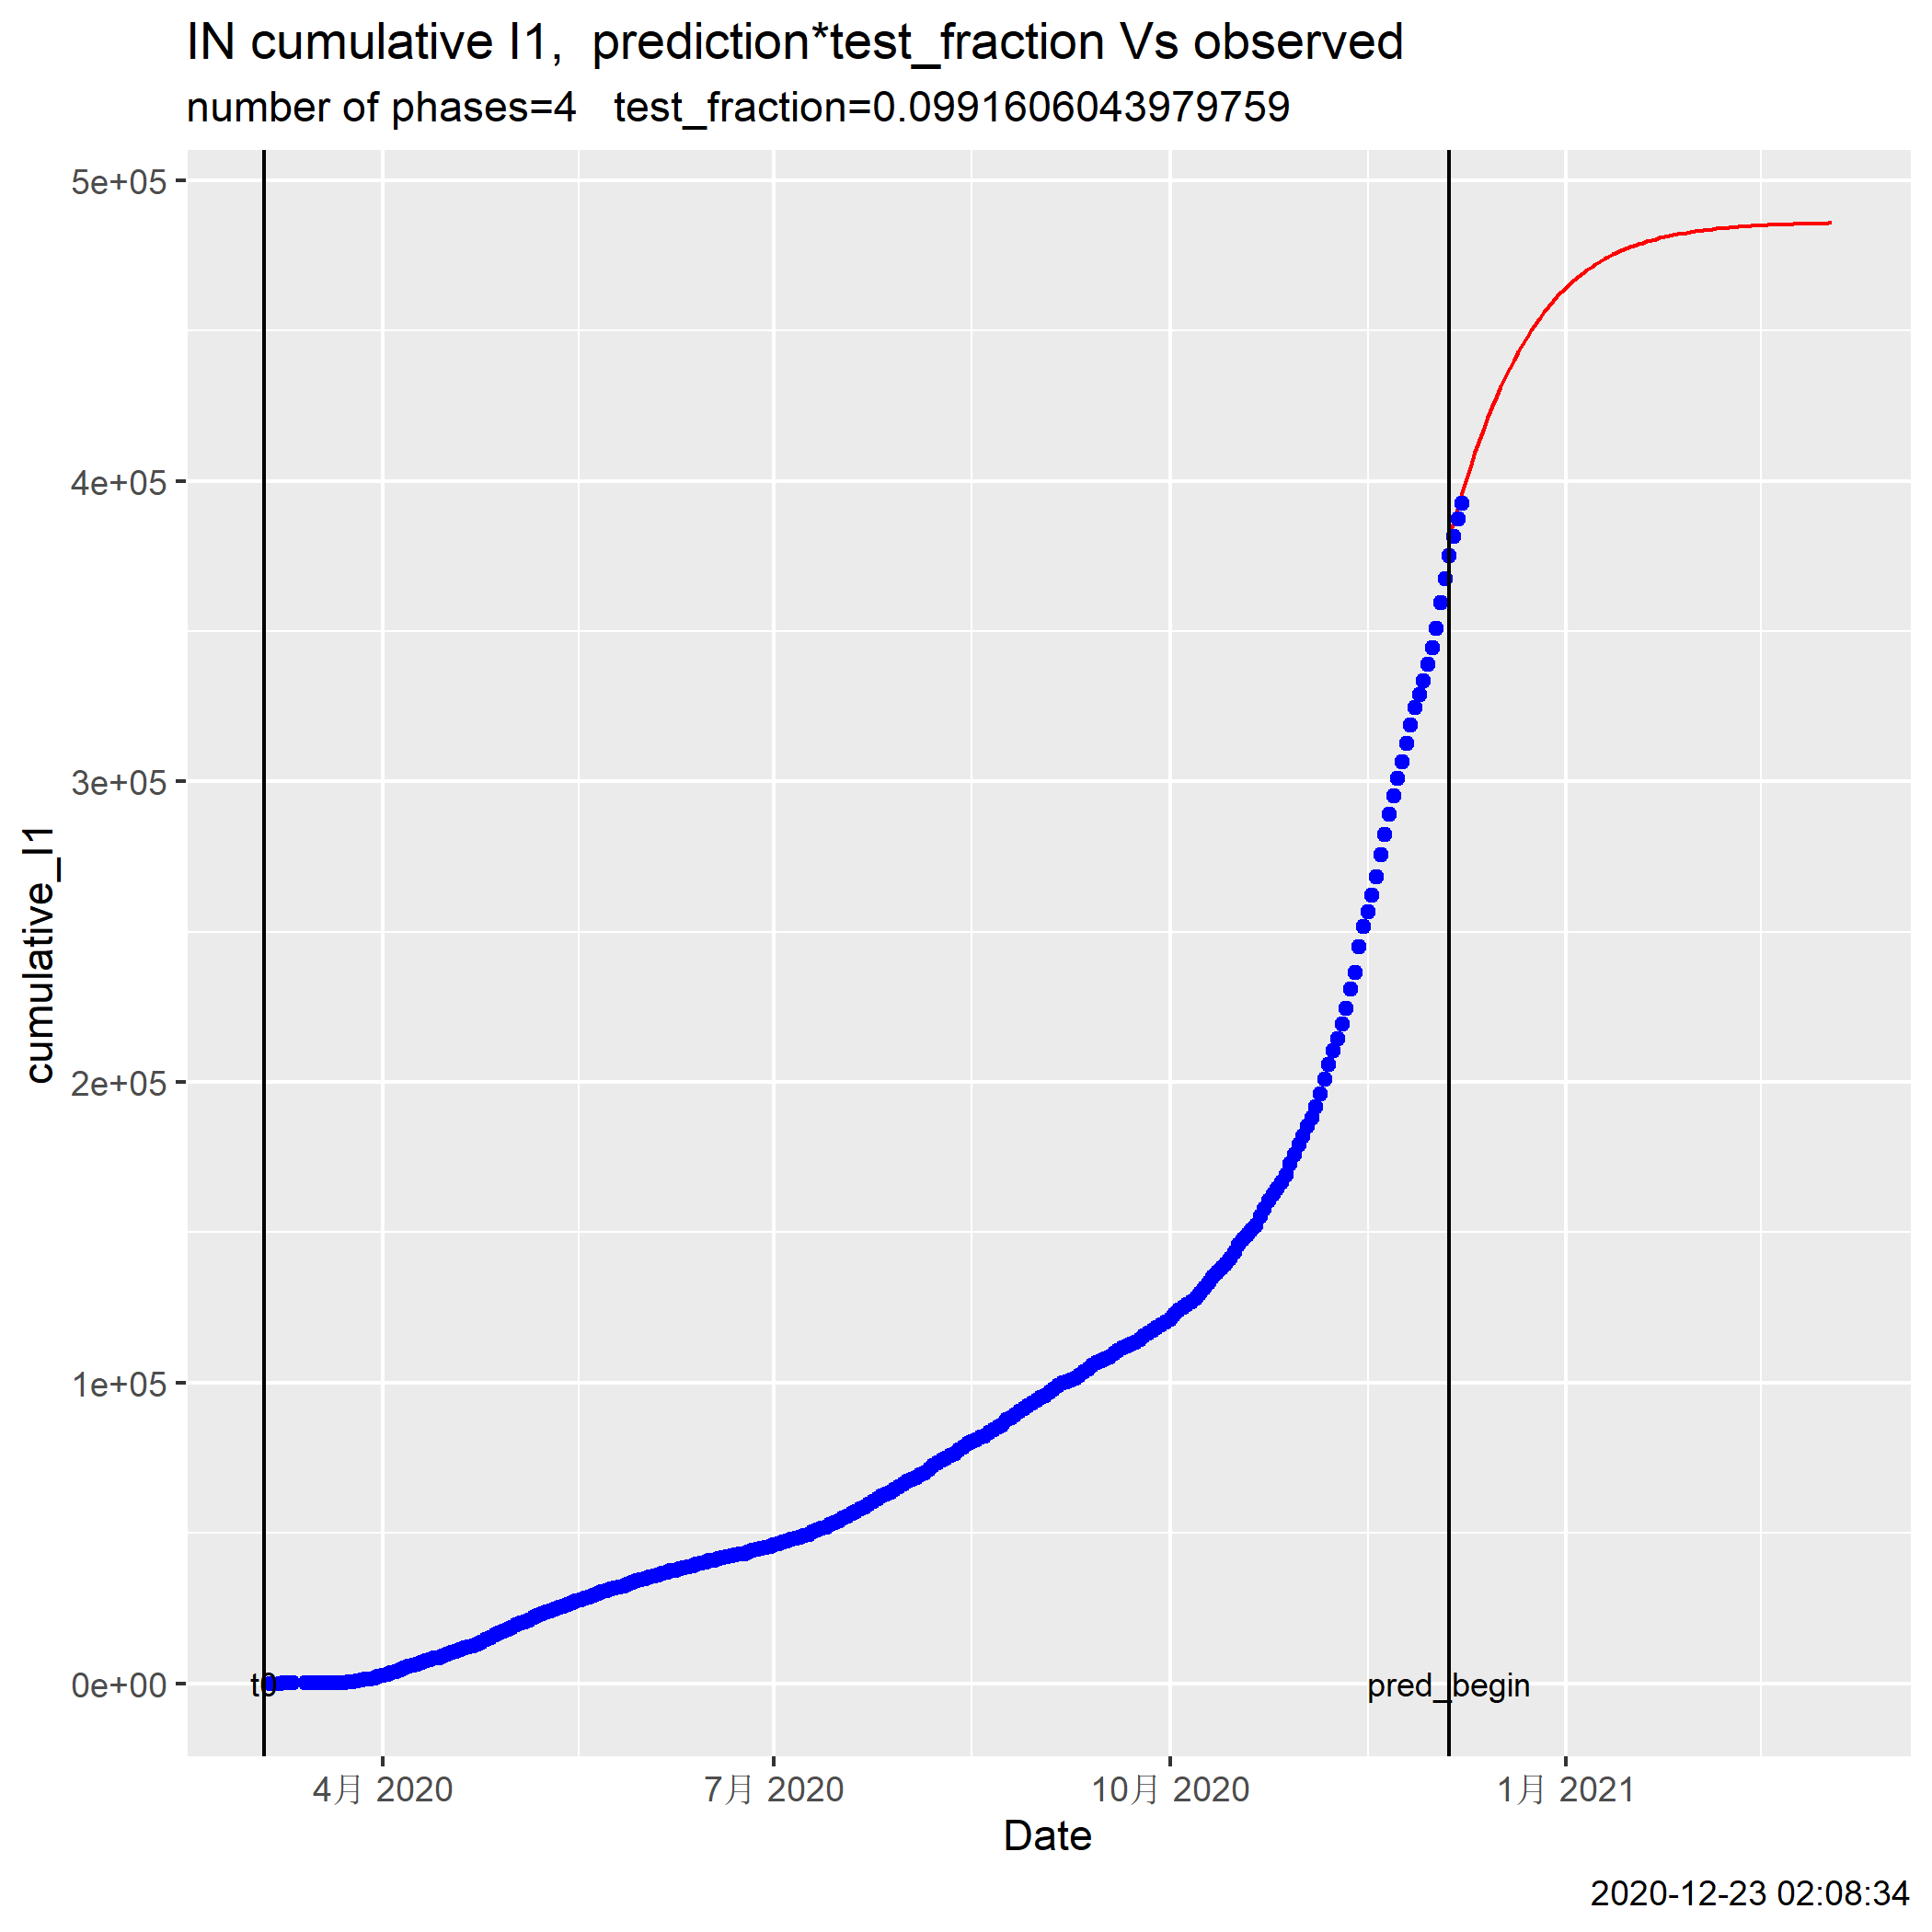 IN cumulative I1,  prediction*test_fraction Vs observed
number of phases=4   test_fraction=0.0991606043979759
5e+05
4e+05
3e+05
2e+05
1e+05
0e+00
cumulative_I1
t0
pred_begin
4月 2020
7月 2020
10月 2020
1月 2021
Date
2020-12-23 02:08:34